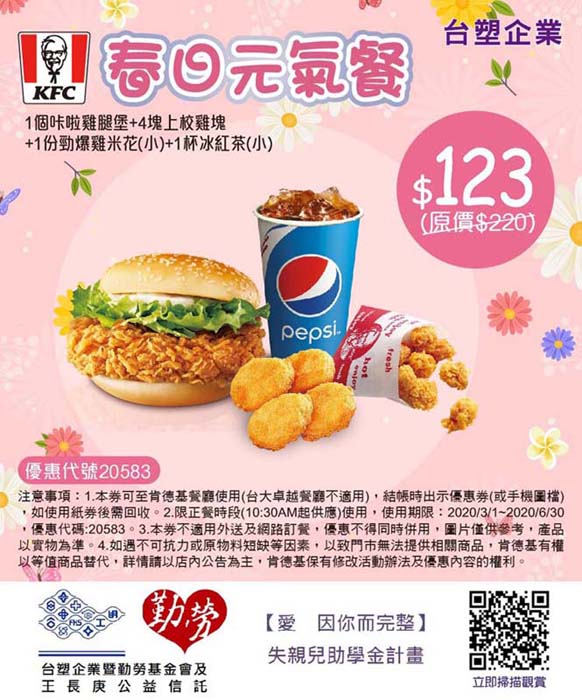 台塑企業
KFC
春日元氣餐
1個咔啦雞腿堡+4塊上校雞塊
+1份勁爆雞米花(小)+1杯冰紅茶(小)
$123
(原價$220)
pepsi
fresh
hot
enjoy
優惠代號20583
注意事項：1.本券可至肯德基餐廳使用(台大卓越餐廳不適用)，結帳時出示優惠券(或手機圖檔)
，如使用紙券後需回收。2.限正餐時段(10:30AM起供應)使用，使用期限：2020/3/1~2020/6/30
，優惠代碼:20583。3.本券不適用外送及網路訂餐，優惠不得同時併用，圖片僅供參考，產品
以實物為準。4.如遇不可抗力或原物料短缺等因素，以致門市無法提供相關商品，肯德基有權
以等值商品替代，詳情請以店內公告為主，肯德基保有修改活動辦法及優惠內容的權利。
勤勞
【愛　因你而完整】
失親兒助學金計畫
台塑企業暨勤勞基金會及
王長庚公益信託
立即掃描觀賞